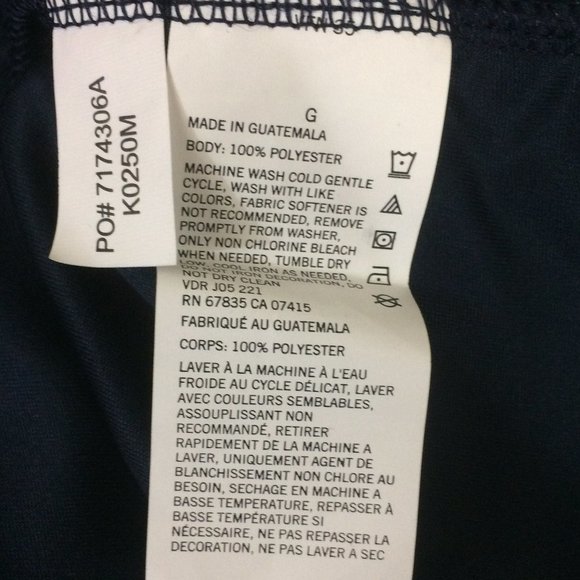 PO# 7174306A
K0250M
G
MADE IN GUATEMALA
BODY: 100% POLYESTER
MACHINE WASH COLD GENTLE
CYCLE, WASH WITH LIKE
COLORS, FABRIC SOFTENER IS
NOT RECOMMENDED, REMOVE
PROMPTLY FROM WASHER,
ONLY NON CHLORINE BLEACH
WHEN NEEDED, TUMBLE DRY
LOW, COOL IRON AS NEEDED,
DO NOT IRON DECORATION, DO
NOT DRY CLEAN
VDR J05 221
RN 67835 CA 07415
FABRIQUÉ AU GUATEMALA
CORPS: 100% POLYESTER
LAVER À LA MACHINE À L'EAU
FROIDE AU CYCLE DÉLICAT, LAVER
AVEC COULEURS SEMBLABLES,
ASSOUPLISSANT NON
RECOMMANDÉ, RETIRER
RAPIDEMENT DE LA MACHINE A
LAVER, UNIQUEMENT AGENT DE
BLANCHISSEMENT NON CHLORE AU
BESOIN, SECHAGE EN MACHINE A
BASSE TEMPERATURE, REPASSER À
BASSE TEMPÉRATURE SI
NÉCESSAIRE, NE PAS REPASSER LA
DECORATION, NE PAS LAVER A SEC